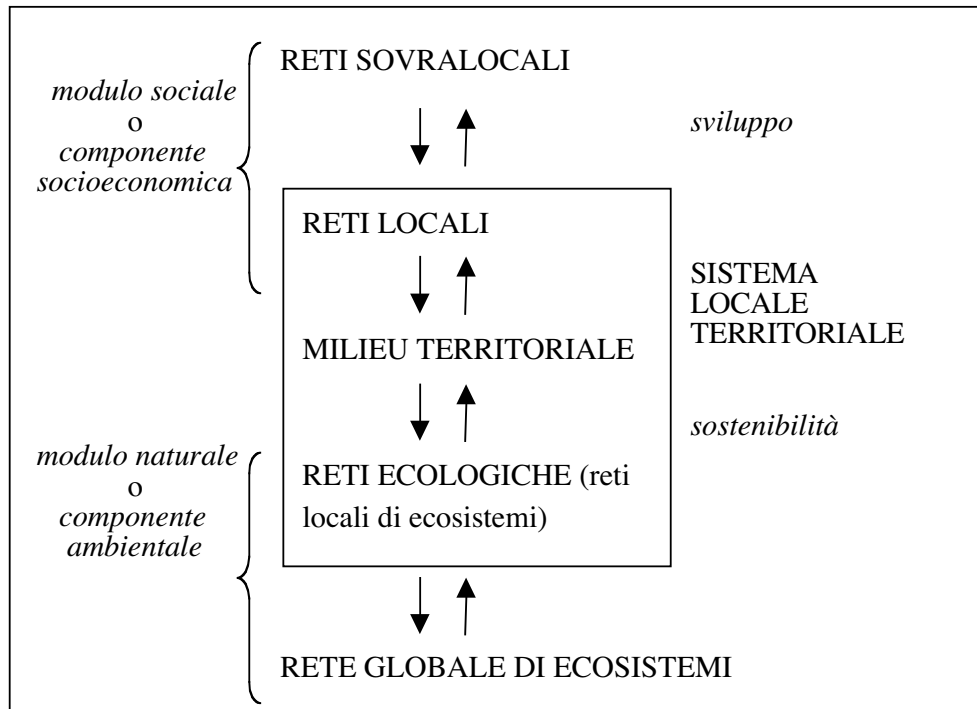 RETI SOVRALOCALI
modulo sociale
o
componente
socioeconomica
sviluppo
RETI LOCALI
SISTEMA
LOCALE
TERRITORIALE
MILIEU TERRITORIALE
sostenibilità
modulo naturale
o
componente
ambientale
RETI ECOLOGICHE (reti
locali di ecosistemi)
RETE GLOBALE DI ECOSISTEMI